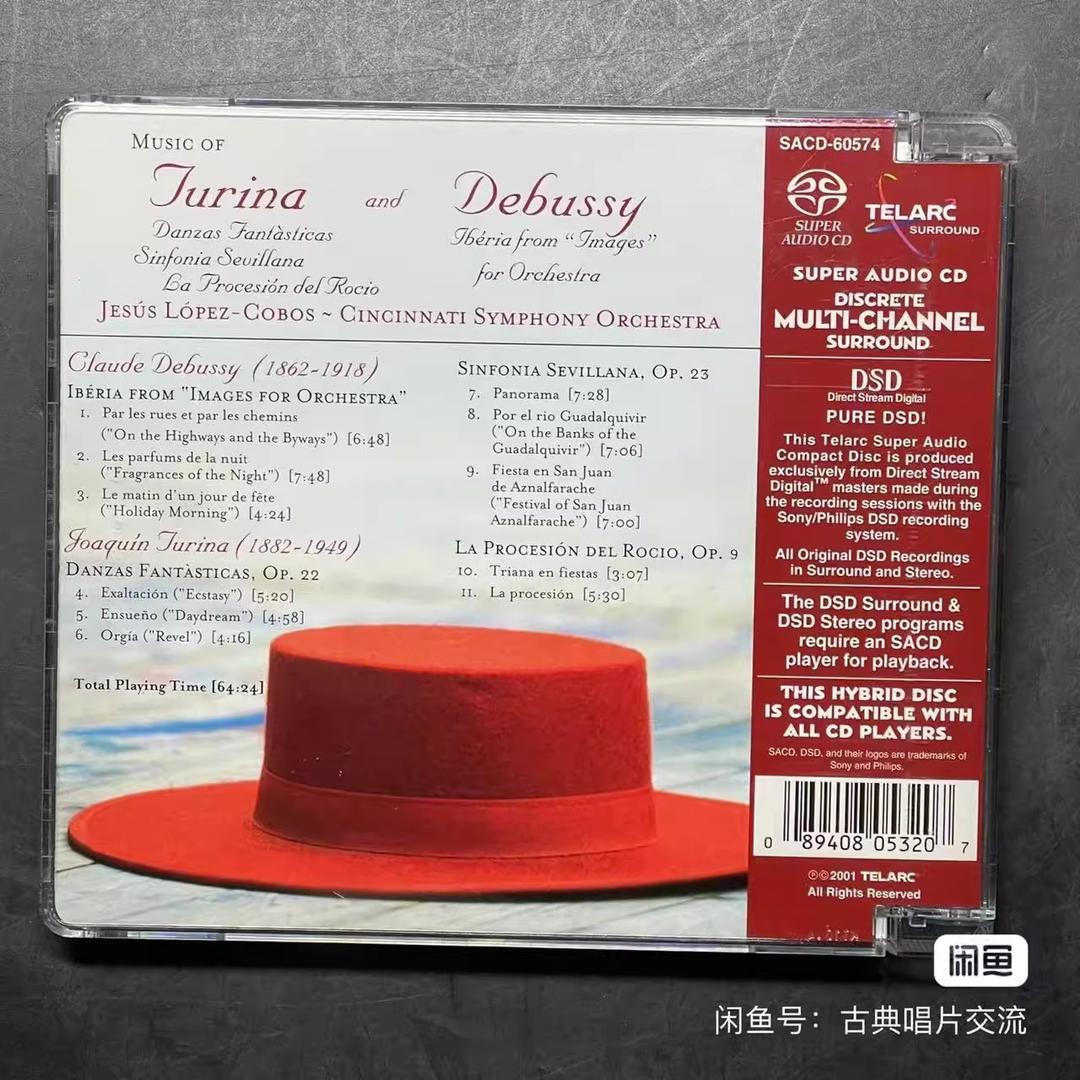 MUSIC OF
Turina and Debussy
Danzas Fantàsticas
Sinfonia Sevillana
La Procesión del Rocio
Ibéria from "Images"
for Orchestra
JESÚS LÓPEZ-COBOS ~ CINCINNATI SYMPHONY ORCHESTRA
Claude Debussy (1862-1918)
IBÉRIA FROM "IMAGES FOR ORCHESTRA"
1. Par les rues et par les chemins
("On the Highways and the Byways") [6:48]
2. Les parfums de la nuit
("Fragrances of the Night") [7:48]
3. Le matin d'un jour de fête
("Holiday Morning") [4:24]
Joaquín Turina (1882-1949)
DANZAS FANTÀSTICAS, OP. 22
4. Exaltación ("Ecstasy") [5:20]
5. Ensueño ("Daydream") [4:58]
6. Orgía ("Revel") [4:16]
Total Playing Time [64:24]
SINFONIA SEVILLANA, OP. 23
7. Panorama [7:28]
8. Por el rio Guadalquivir
("On the Banks of the
Guadalquivir") [7:06]
9. Fiesta en San Juan
de Aznalfarache
("Festival of San Juan
Aznalfarache") [7:00]
LA PROCESIÓN DEL ROCIO, OP. 9
10. Triana en fiestas [3:07]
11. La procesión [5:30]
SACD-60574
SUPER
AUDIO CD
TELARC
SURROUND
SUPER AUDIO CD
DISCRETE
MULTI-CHANNEL
SURROUND
DSD
Direct Stream Digital
PURE DSD!
This Telarc Super Audio
Compact Disc is produced
exclusively from Direct Stream
Digital™ masters made during
the recording sessions with the
Sony/Philips DSD recording
system.
All Original DSD Recordings
in Surround and Stereo.
The DSD Surround &
DSD Stereo programs
require an SACD
player for playback.
THIS HYBRID DISC
IS COMPATIBLE WITH
ALL CD PLAYERS.
SACD, DSD, and their logos are trademarks of
Sony and Philips.
0 89408 05320 7
℗©2001 TELARC
All Rights Reserved
闲鱼
闲鱼号：古典唱片交流